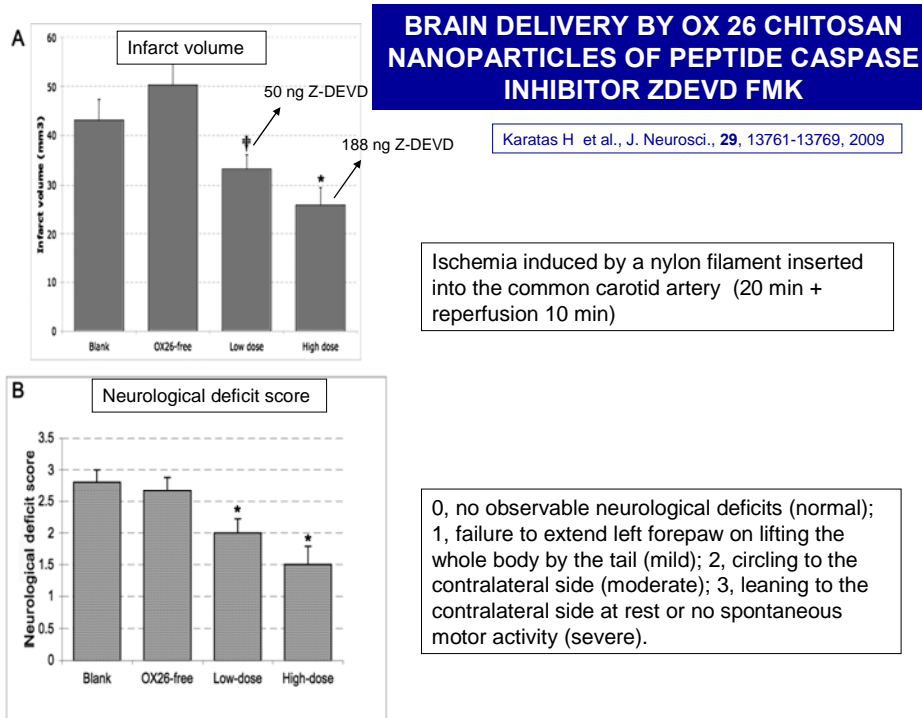 BRAIN DELIVERY BY OX 26 CHITOSAN
NANOPARTICLES OF PEPTIDE CASPASE
INHIBITOR ZDEVD FMK
Karatas H et al., J. Neurosci., 29, 13761-13769, 2009
A
Infarct volume
60
50
40
30
20
10
0
Infarct volume (mm3)
50 ng Z-DEVD
ǂ
188 ng Z-DEVD
*
Blank
OX26-free
Low dose
High dose
Ischemia induced by a nylon filament inserted
into the common carotid artery (20 min +
reperfusion 10 min)
B
Neurological deficit score
3.5
3
2.5
2
1.5
1
0.5
0
Neurological deficit score
*
*
Blank
OX26-free
Low-dose
High-dose
0, no observable neurological deficits (normal);
1, failure to extend left forepaw on lifting the
whole body by the tail (mild); 2, circling to the
contralateral side (moderate); 3, leaning to the
contralateral side at rest or no spontaneous
motor activity (severe).